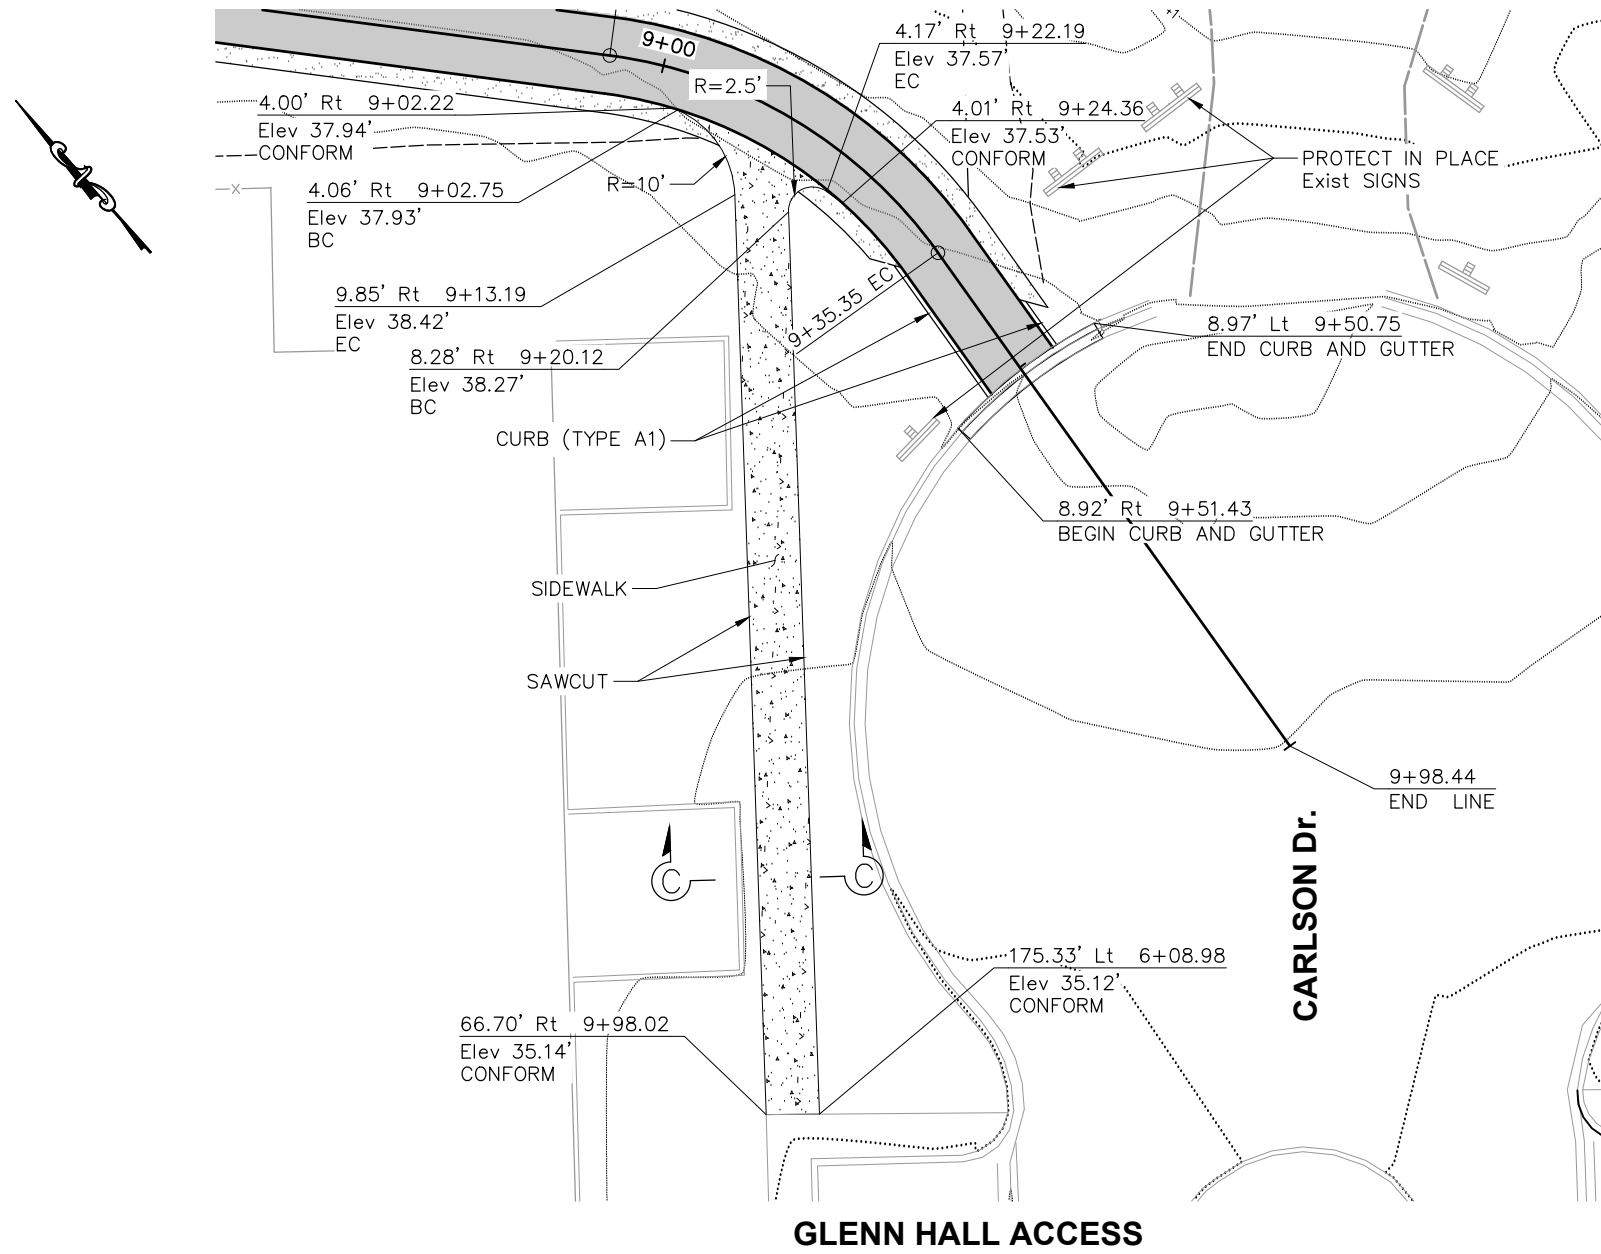 9+00
4.17' Rt 9+22.19
Elev 37.57'
EC
R=2.5'
4.00' Rt 9+02.22
Elev 37.94'
CONFORM
4.01' Rt 9+24.36
Elev 37.53'
CONFORM
PROTECT IN PLACE
Exist SIGNS
X
4.06' Rt 9+02.75
Elev 37.93'
BC
R=10'
9.85' Rt 9+13.19
Elev 38.42'
EC
9+35.35 EC
8.28' Rt 9+20.12
Elev 38.27'
BC
8.97' Lt 9+50.75
END CURB AND GUTTER
CURB (TYPE A1)
8.92' Rt 9+51.43
BEGIN CURB AND GUTTER
SIDEWALK
SAWCUT
9+98.44
END LINE
CARLSON Dr.
C
C
175.33' Lt 6+08.98
Elev 35.12'
CONFORM
66.70' Rt 9+98.02
Elev 35.14'
CONFORM
GLENN HALL ACCESS